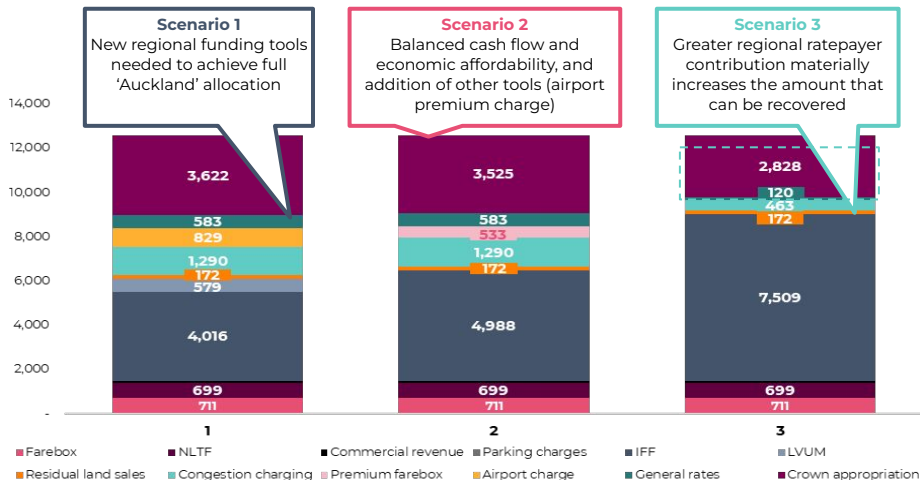 Scenario 1
New regional funding tools
needed to achieve full
‘Auckland’ allocation
Scenario 2
Balanced cash flow and
economic affordability, and
addition of other tools (airport
premium charge)
Scenario 3
Greater regional ratepayer
contribution materially
increases the amount that
can be recovered
14,000
12,000
10,000
8,000
6,000
4,000
2,000
-
3,622
583
829
1,290
172
579
4,016
699
711
3,525
583
533
1,290
172
4,988
699
711
2,828
120
463
172
7,509
699
711
1
2
3
Farebox
NLTF
Commercial revenue
Parking charges
IFF
LVUM
Residual land sales
Congestion charging
Premium farebox
Airport charge
General rates
Crown appropriation